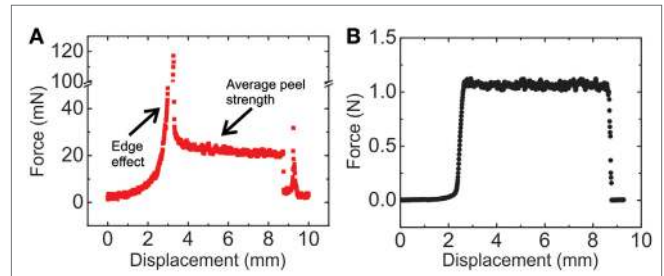 A
B
120
100
40
20
0
Force (mN)
Average peel
strength
Edge
effect
0 2 4 6 8 10
Displacement (mm)
1.5
1.0
0.5
0.0
Force (N)
0 2 4 6 8 10
Displacement (mm)